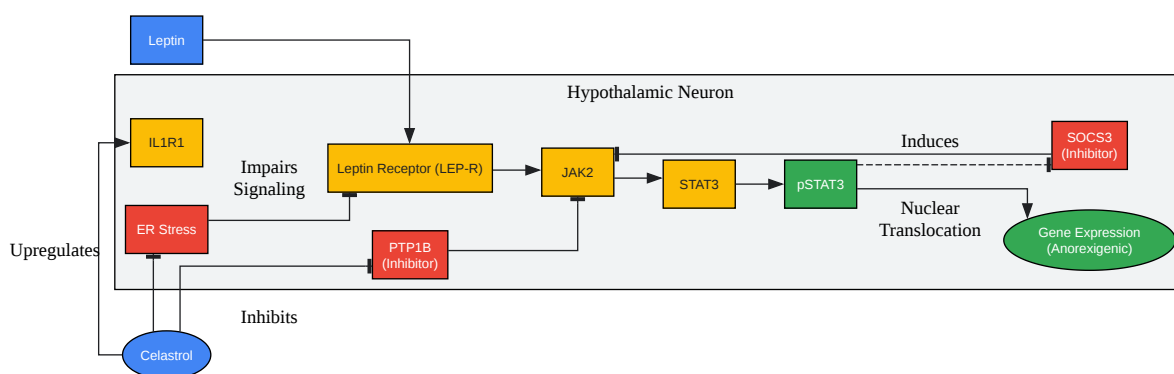 Leptin
Hypothalamic Neuron
IL1R1
Impairs
Signaling
Leptin Receptor (LEP-R)
JAK2
STAT3
pSTAT3
Induces
SOCS3
(Inhibitor)
ER Stress
Nuclear
Translocation
Gene Expression
(Anorexigenic)
Upregulates
PTP1B
(Inhibitor)
Inhibits
Celastrol